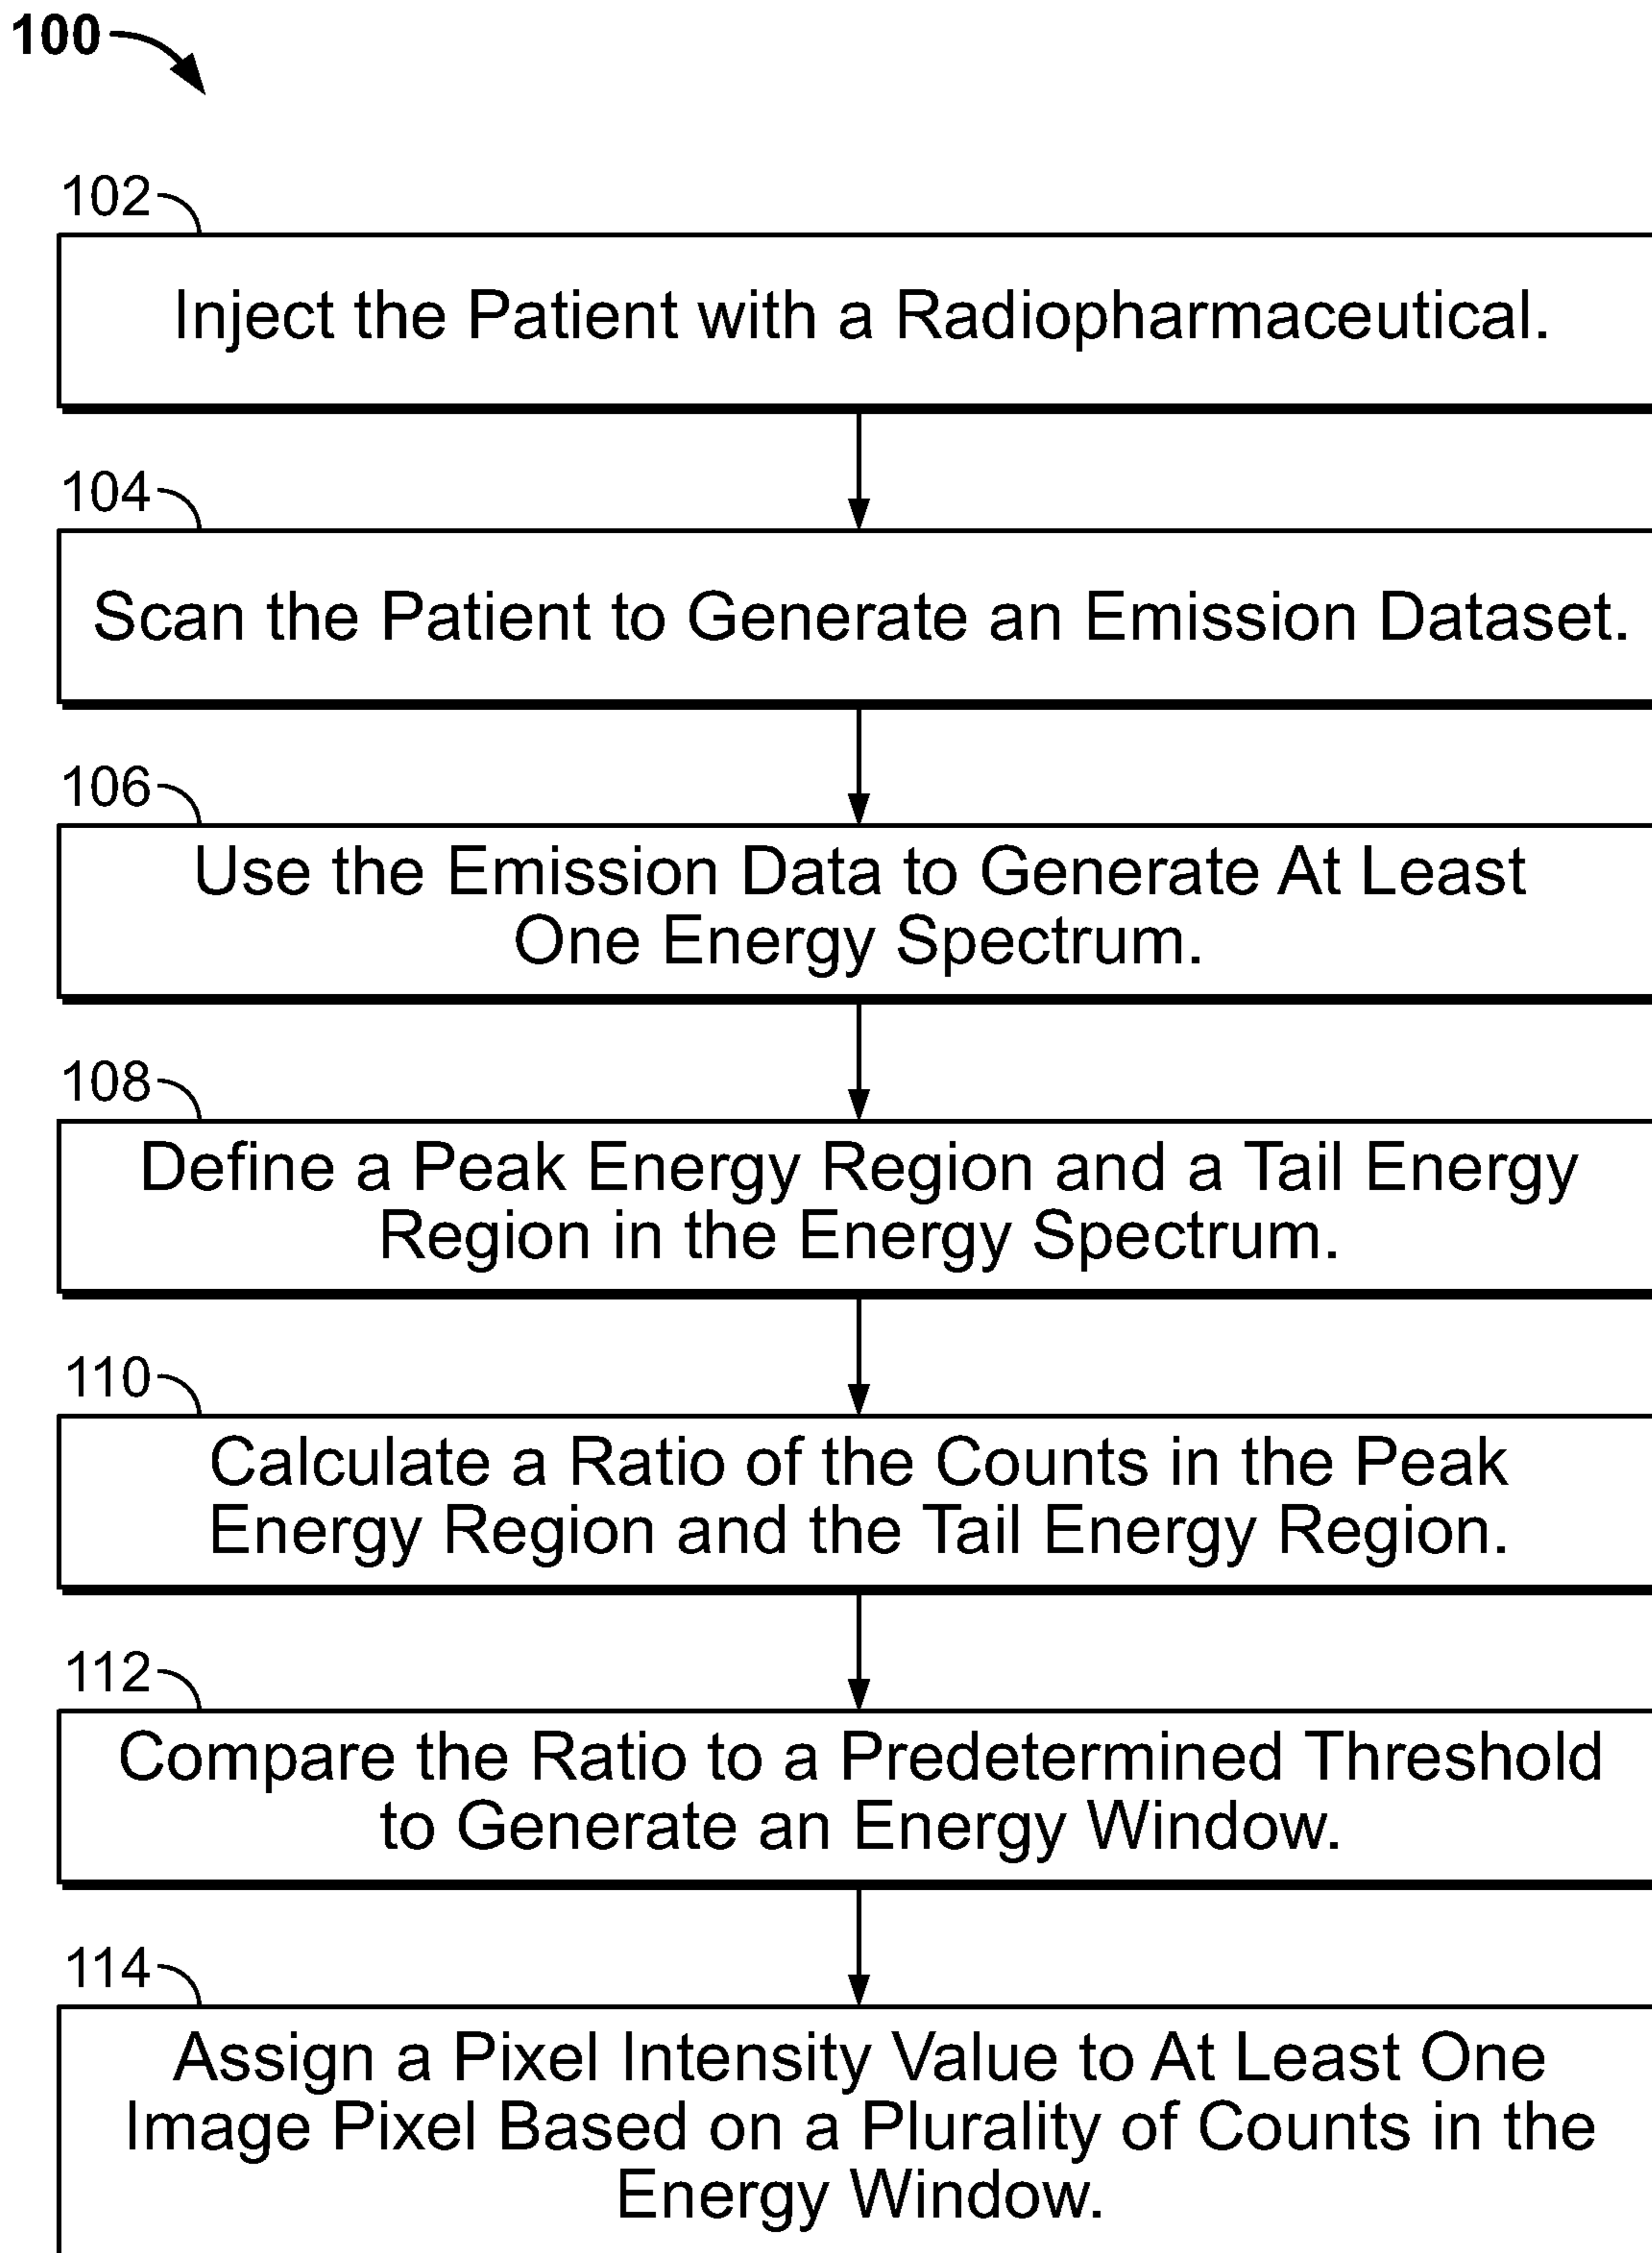 100
102
Inject the Patient with a Radiopharmaceutical.
104
Scan the Patient to Generate an Emission Dataset.
106
Use the Emission Data to Generate At Least
One Energy Spectrum.
108
Define a Peak Energy Region and a Tail Energy
Region in the Energy Spectrum.
110
Calculate a Ratio of the Counts in the Peak
Energy Region and the Tail Energy Region.
112
Compare the Ratio to a Predetermined Threshold
to Generate an Energy Window.
114
Assign a Pixel Intensity Value to At Least One
Image Pixel Based on a Plurality of Counts in the
Energy Window.